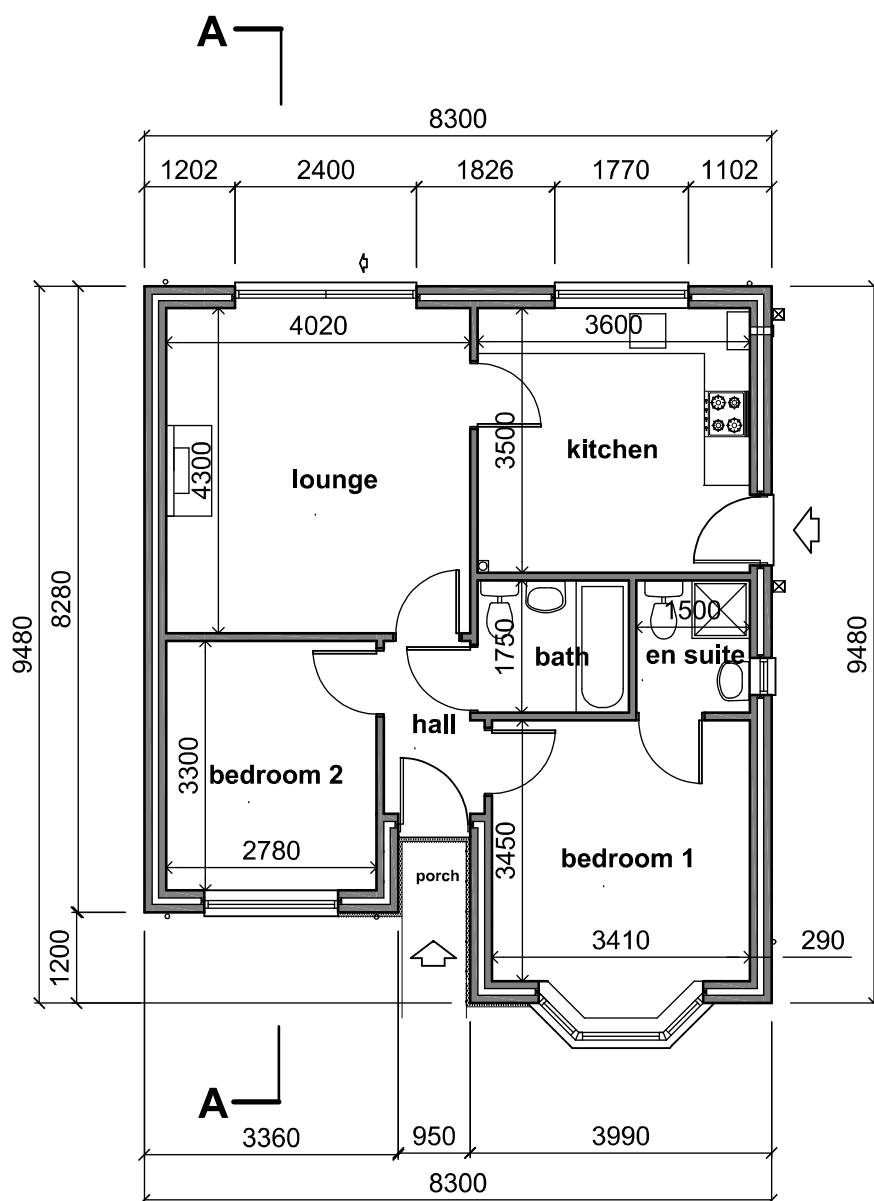 A
8300
1202 2400 1826 1770 1102
4020 3600
4300 3500 kitchen
lounge
9480 8280 9480
1750 1500
bath en suite
hall
3300 bedroom 2
2780 3450 bedroom 1
porch
3410 290
1200
A
3360 950 3990
8300